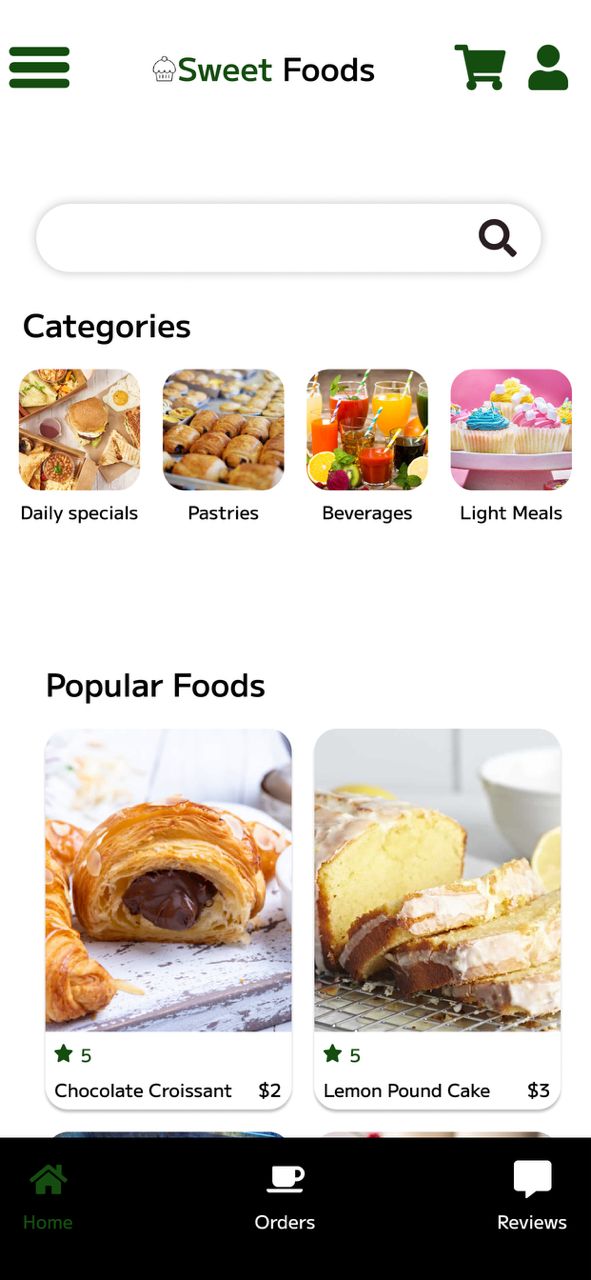 Sweet Foods
Categories
Daily specials Pastries Beverages Light Meals
Popular Foods
5 5
Chocolate Croissant $2 Lemon Pound Cake $3
Home Orders Reviews